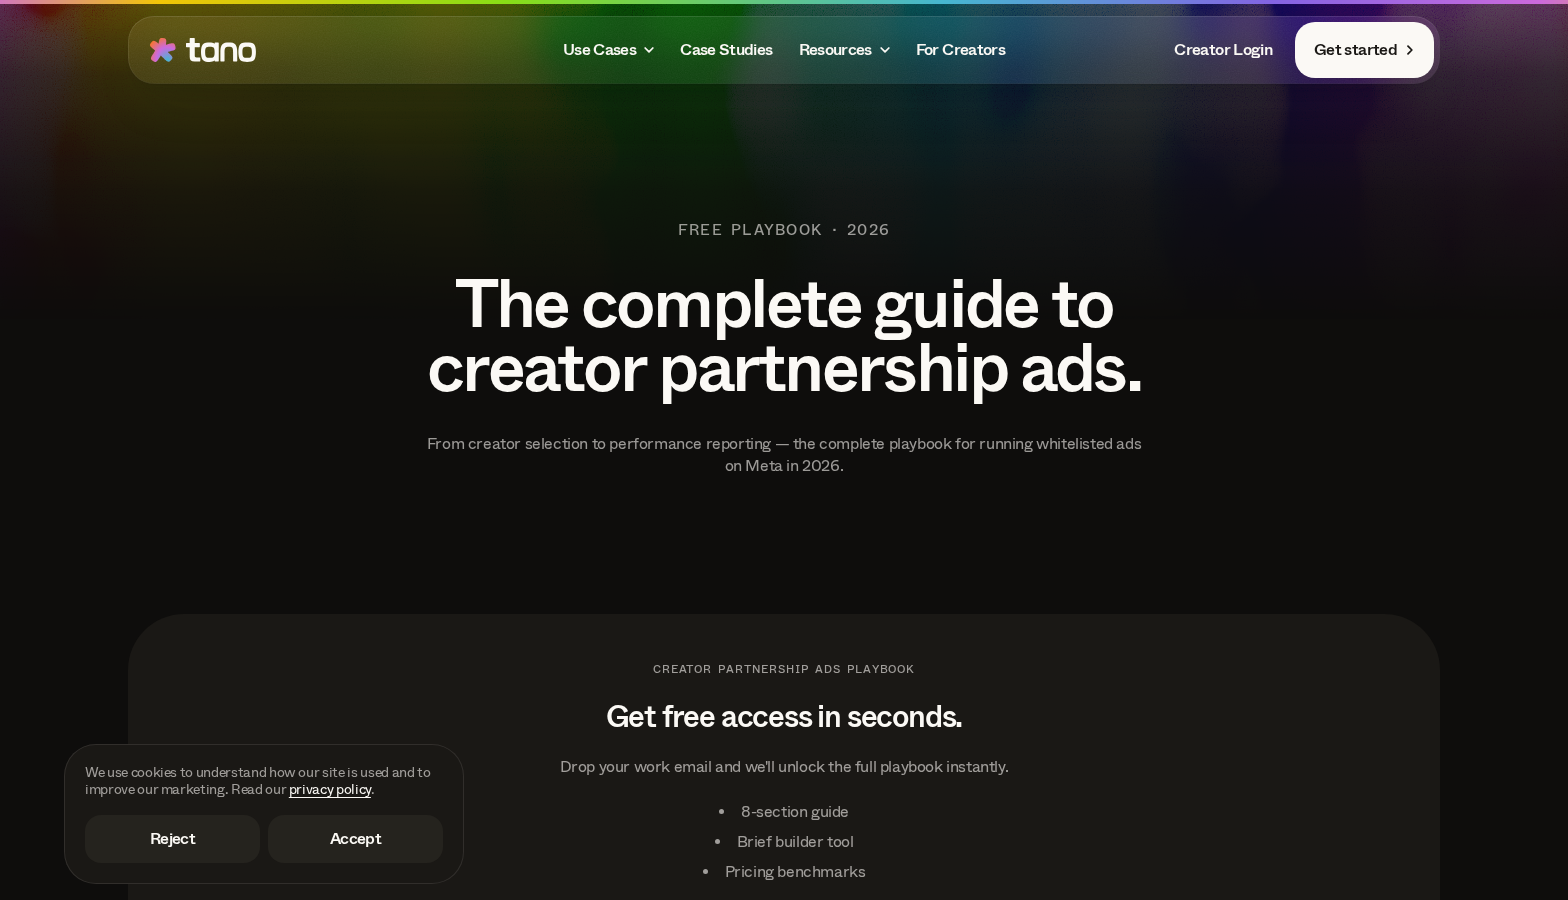 tano
Use Cases
Case Studies
Resources
For Creators
Creator Login
Get started
FREE PLAYBOOK · 2026
The complete guide to
creator partnership ads.
From creator selection to performance reporting — the complete playbook for running whitelisted ads
on Meta in 2026.
CREATOR PARTNERSHIP ADS PLAYBOOK
Get free access in seconds.
Drop your work email and we'll unlock the full playbook instantly.
• 8-section guide
• Brief builder tool
• Pricing benchmarks
We use cookies to understand how our site is used and to
improve our marketing. Read our privacy policy.
Reject
Accept